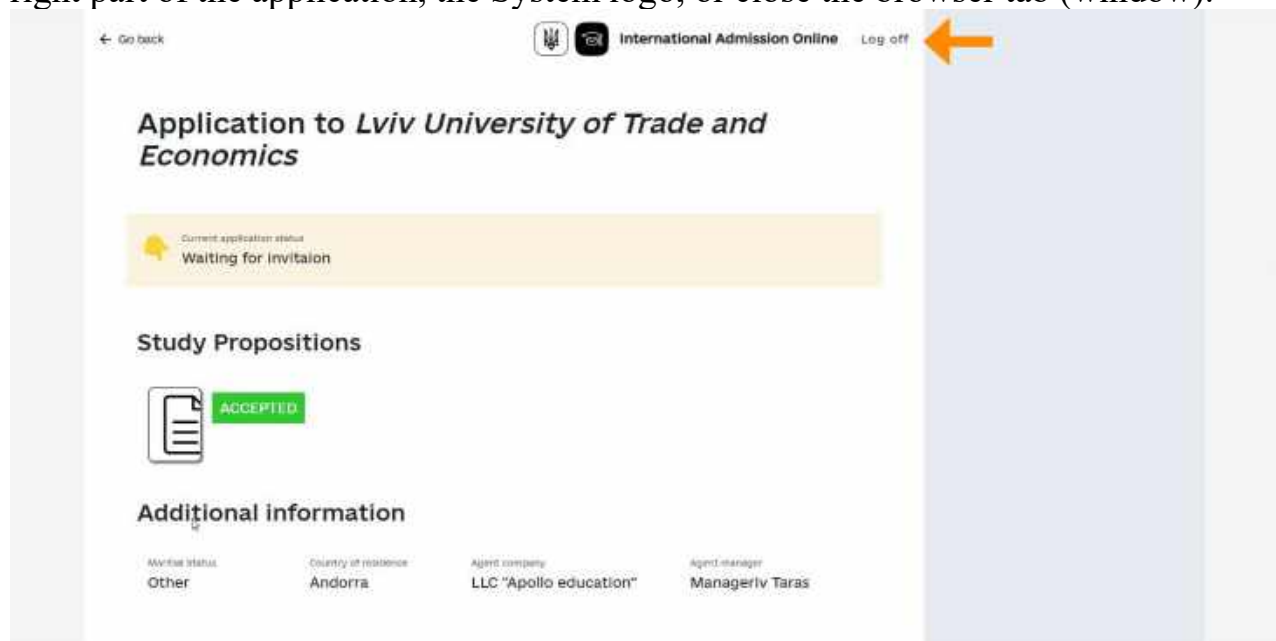 right part of the application, the System logo, or close the browser tab (window).
← Go back
International Admission Online Log off
Application to Lviv University of Trade and
Economics
Current application status
Waiting for invitaion
Study Propositions
ACCEPTED
Additional information
Marital status Country of residence Agent company Agent manager
Other Andorra LLC "Apollo education" Manageriv Taras